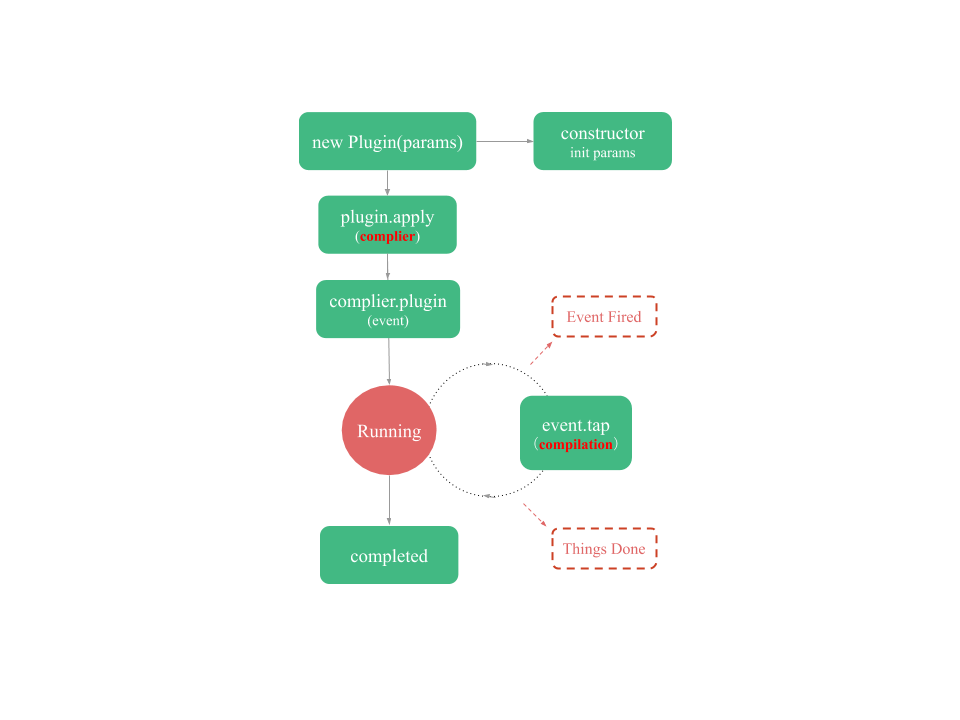 new Plugin(params)
constructor
init params
plugin.apply
(complier)
complier.plugin
(event)
Event Fired
Running
event.tap
(compilation)
Things Done
completed